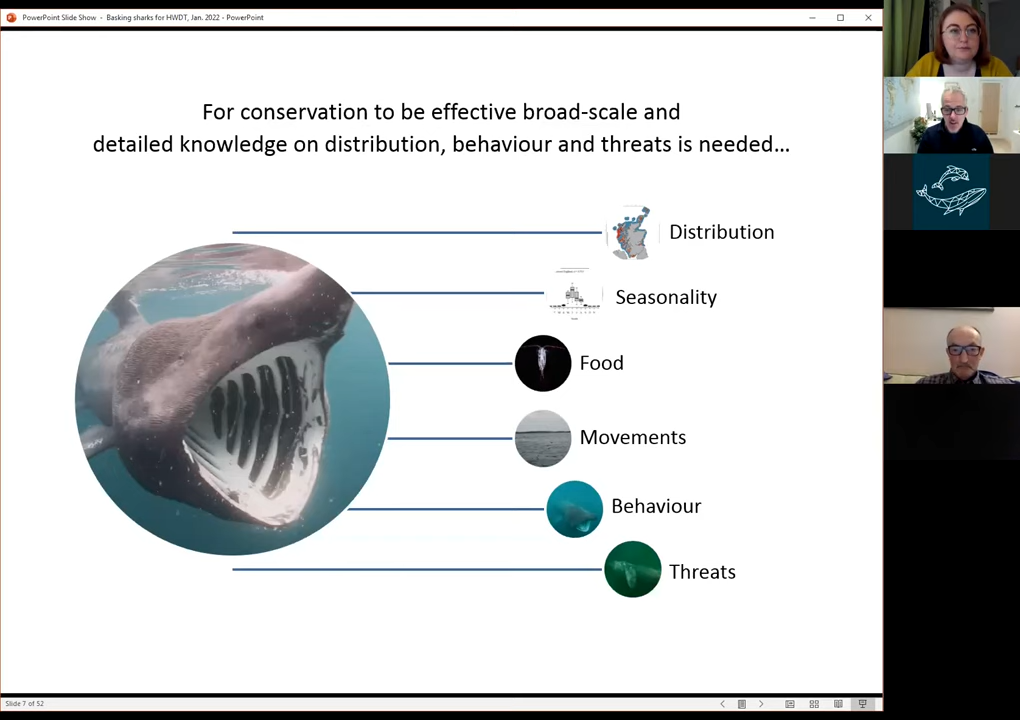 PowerPoint Slide Show - Basking sharks for HWDT, Jan. 2022 - PowerPoint
For conservation to be effective broad-scale and
detailed knowledge on distribution, behaviour and threats is needed...
Distribution
Seasonality
Food
Movements
Behaviour
Threats
Slide 7 of 52